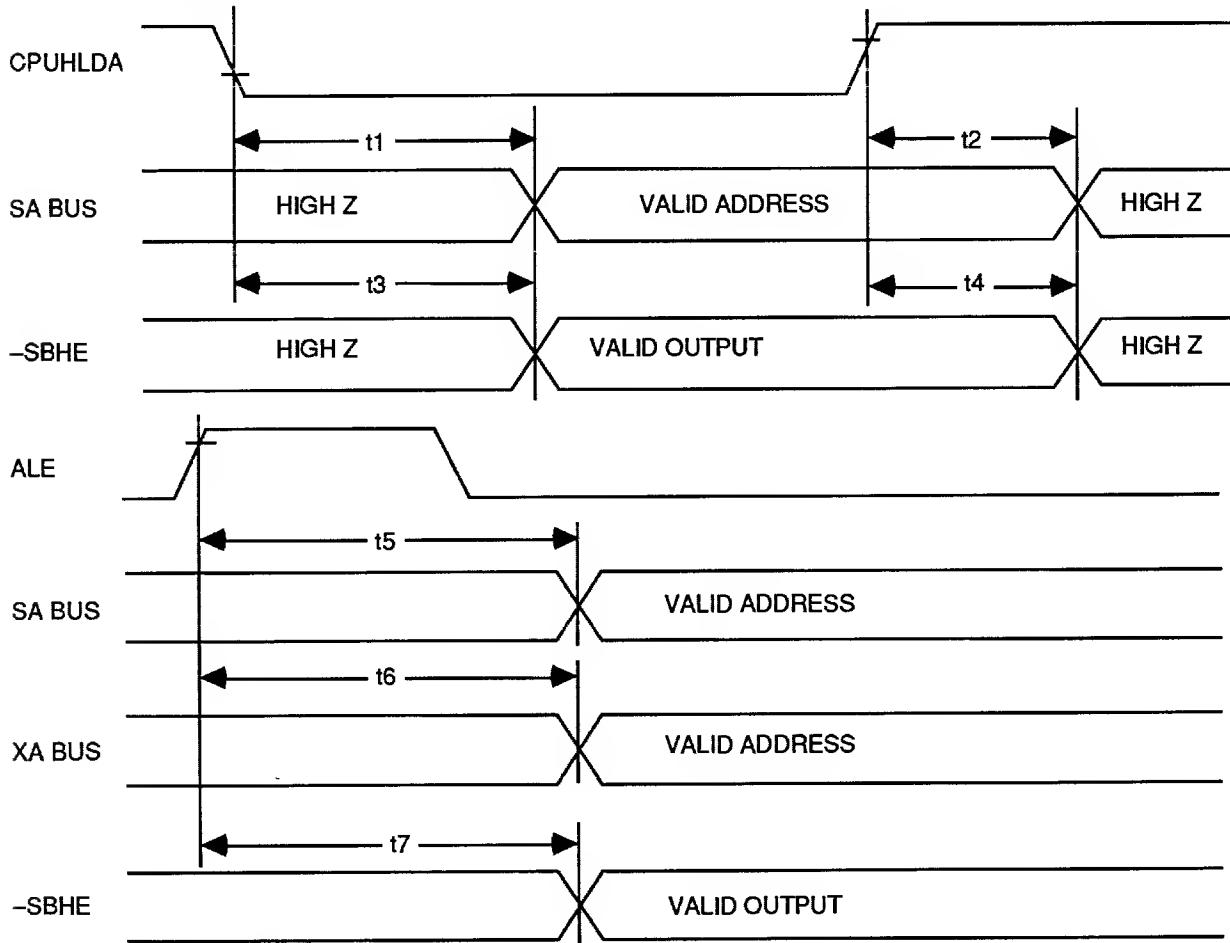 CPUHLDA
t1
t2
SA BUS
HIGH Z
VALID ADDRESS
HIGH Z
t3
t4
–SBHE
HIGH Z
VALID OUTPUT
HIGH Z
ALE
t5
SA BUS
VALID ADDRESS
t6
XA BUS
VALID ADDRESS
t7
–SBHE
VALID OUTPUT